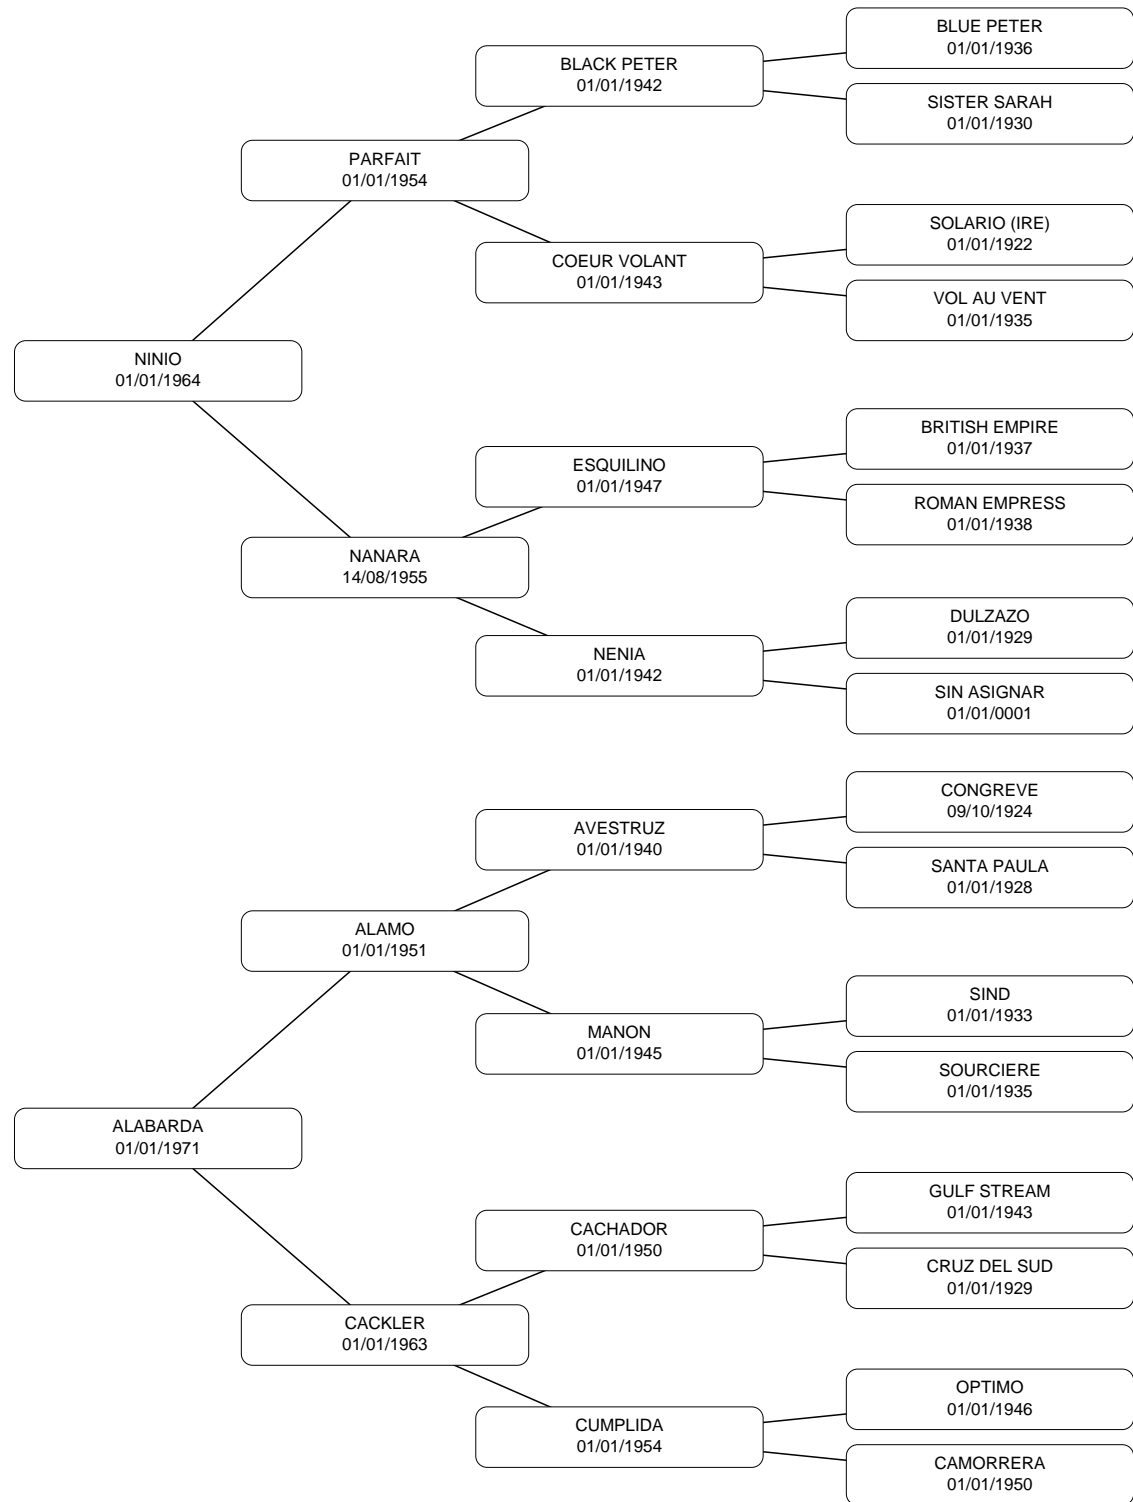 BLUE PETER
01/01/1936
BLACK PETER
01/01/1942
SISTER SARAH
01/01/1930
PARFAIT
01/01/1954
SOLARIO (IRE)
01/01/1922
COEUR VOLANT
01/01/1943
VOL AU VENT
01/01/1935
NINIO
01/01/1964
BRITISH EMPIRE
01/01/1937
ESQUILINO
01/01/1947
ROMAN EMPRESS
01/01/1938
NANARA
14/08/1955
DULZAZO
01/01/1929
NENIA
01/01/1942
SIN ASIGNAR
01/01/0001
CONGREVE
09/10/1924
AVESTRUZ
01/01/1940
SANTA PAULA
01/01/1928
ALAMO
01/01/1951
SIND
01/01/1933
MANON
01/01/1945
SOURCIERE
01/01/1935
ALABARDA
01/01/1971
GULF STREAM
01/01/1943
CACHADOR
01/01/1950
CRUZ DEL SUD
01/01/1929
CACKLER
01/01/1963
OPTIMO
01/01/1946
CUMPLIDA
01/01/1954
CAMORRERA
01/01/1950